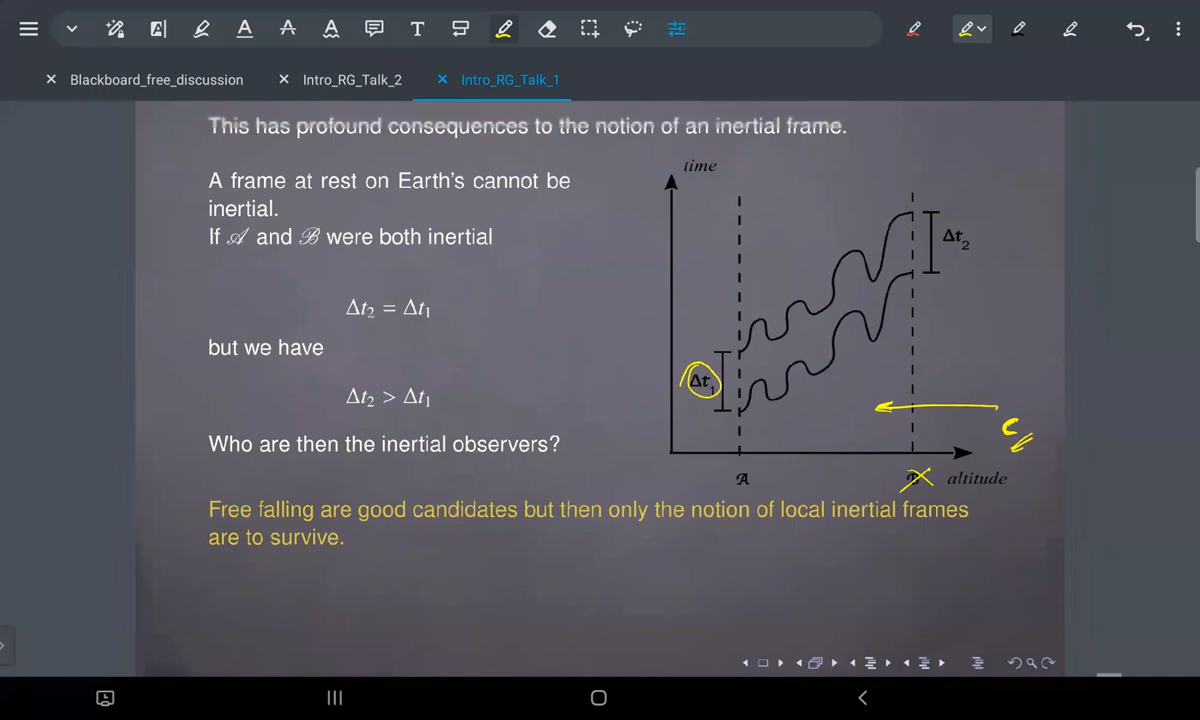 Blackboard_free_discussion
Intro_RG_Talk_2
Intro_RG_Talk_1
This has profound consequences to the notion of an inertial frame.
A frame at rest on Earth's cannot be
inertial.
If 𝒜 and ℬ were both inertial
Δt₂ = Δt₁
but we have
Δt₂ > Δt₁
Who are then the inertial observers?
time
Δt₂
Δt₁
C
𝒜
altitude
Free falling are good candidates but then only the notion of local inertial frames
are to survive.